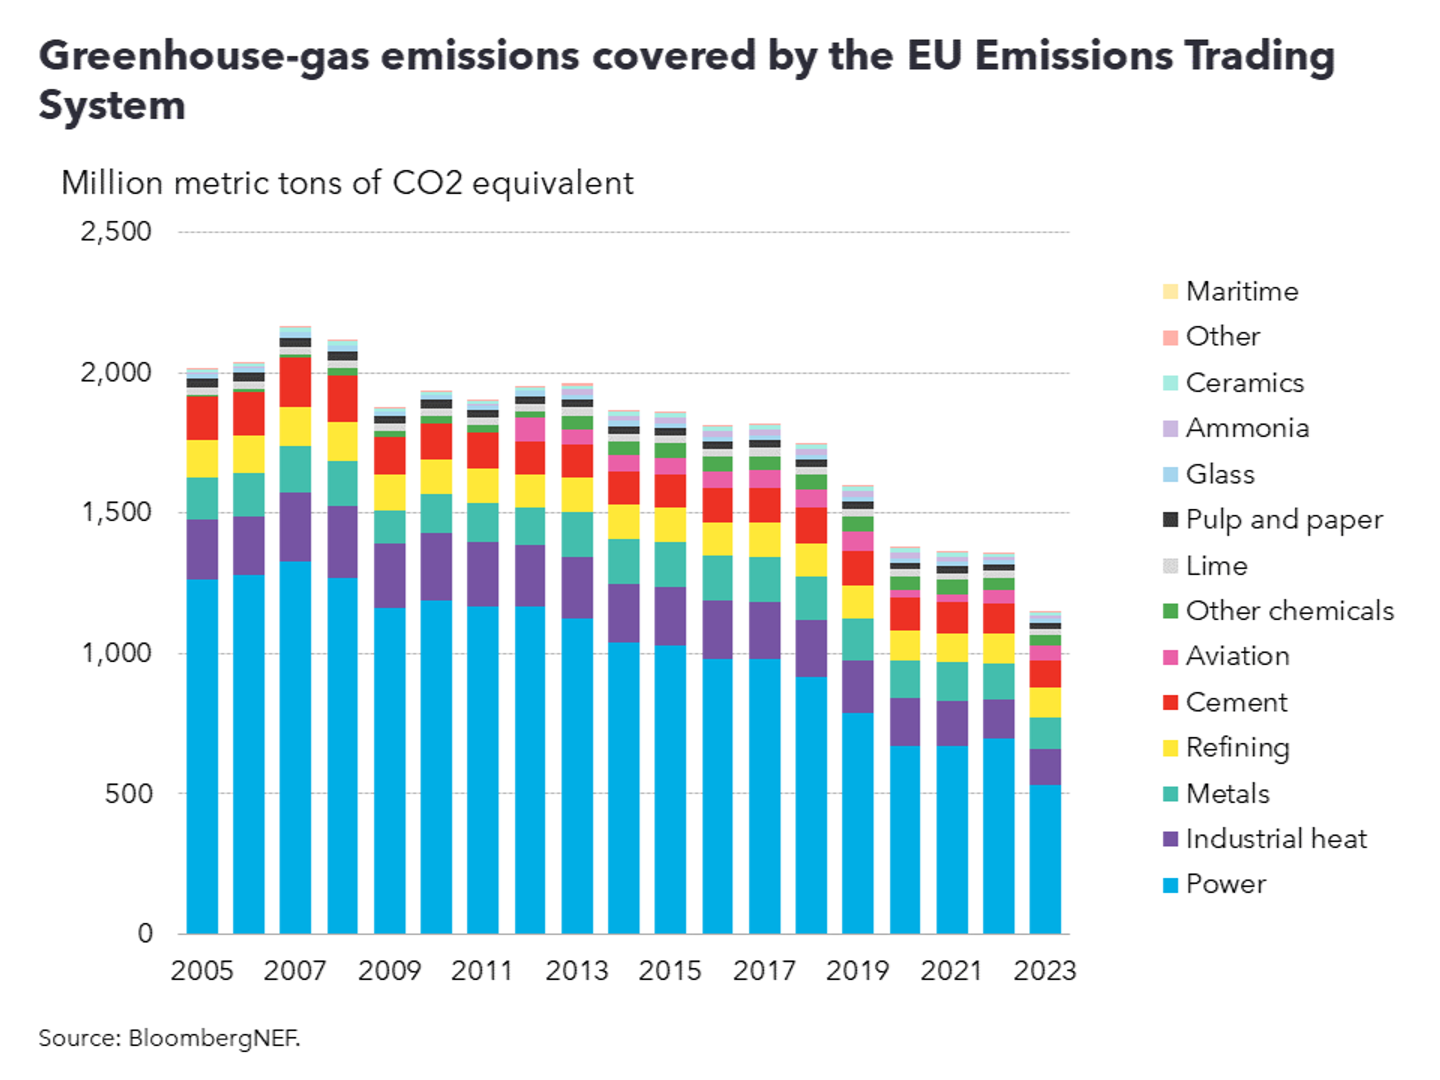 Greenhouse-gas emissions covered by the EU Emissions Trading
System
Million metric tons of CO2 equivalent
2,500
2,000
1,500
1,000
500
0
2005 2007 2009 2011 2013 2015 2017 2019 2021 2023
Maritime
Other
Ceramics
Ammonia
Glass
Pulp and paper
Lime
Other chemicals
Aviation
Cement
Refining
Metals
Industrial heat
Power
Source: BloombergNEF.